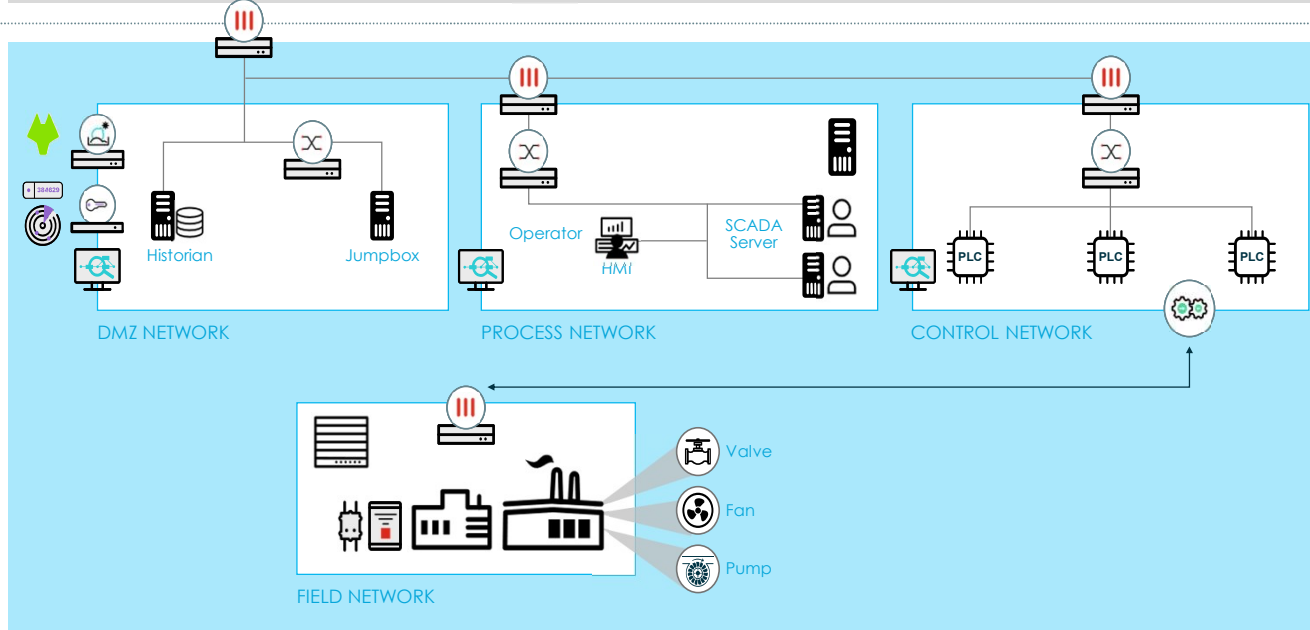 384629
Historian
Jumpbox
DMZ NETWORK
Operator
HMI
SCADA
Server
PROCESS NETWORK
PLC
PLC
PLC
CONTROL NETWORK
Valve
Fan
Pump
FIELD NETWORK